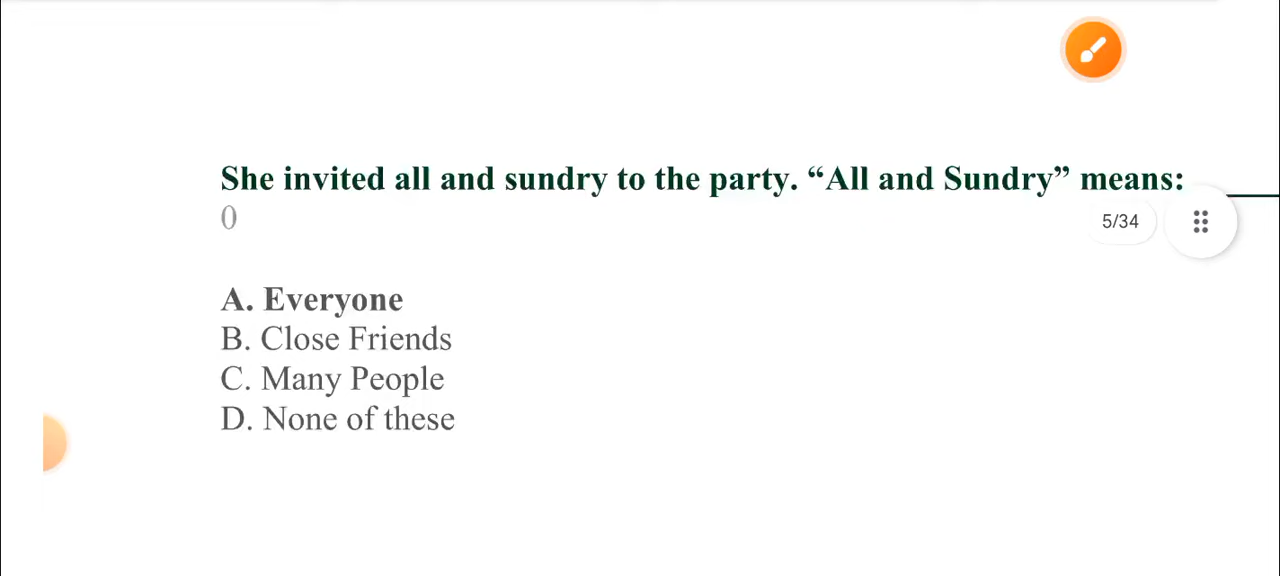 She invited all and sundry to the party. “All and Sundry” means:
0
5/34
A. Everyone
B. Close Friends
C. Many People
D. None of these